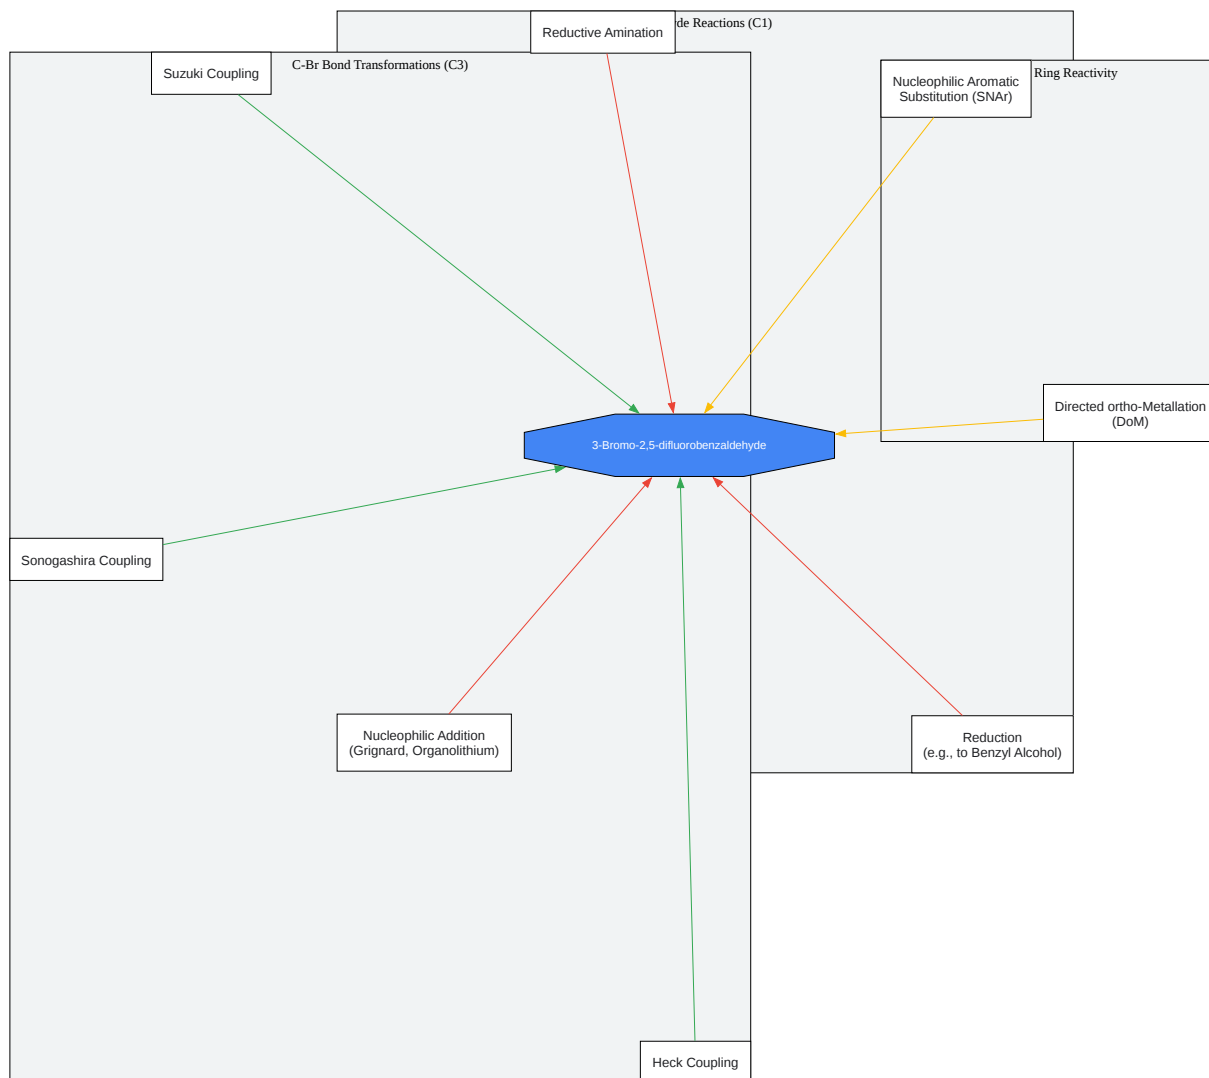 Reductive Amination
Reactions (C1)
Suzuki Coupling
C-Br Bond Transformations (C3)
Nucleophilic Aromatic
Substitution (SNAr)
Ring Reactivity
Directed ortho-Metallation
(DoM)
3-Bromo-2,5-difluorobenzaldehyde
Sonogashira Coupling
Nucleophilic Addition
(Grignard, Organolithium)
Reduction
(e.g., to Benzyl Alcohol)
Heck Coupling